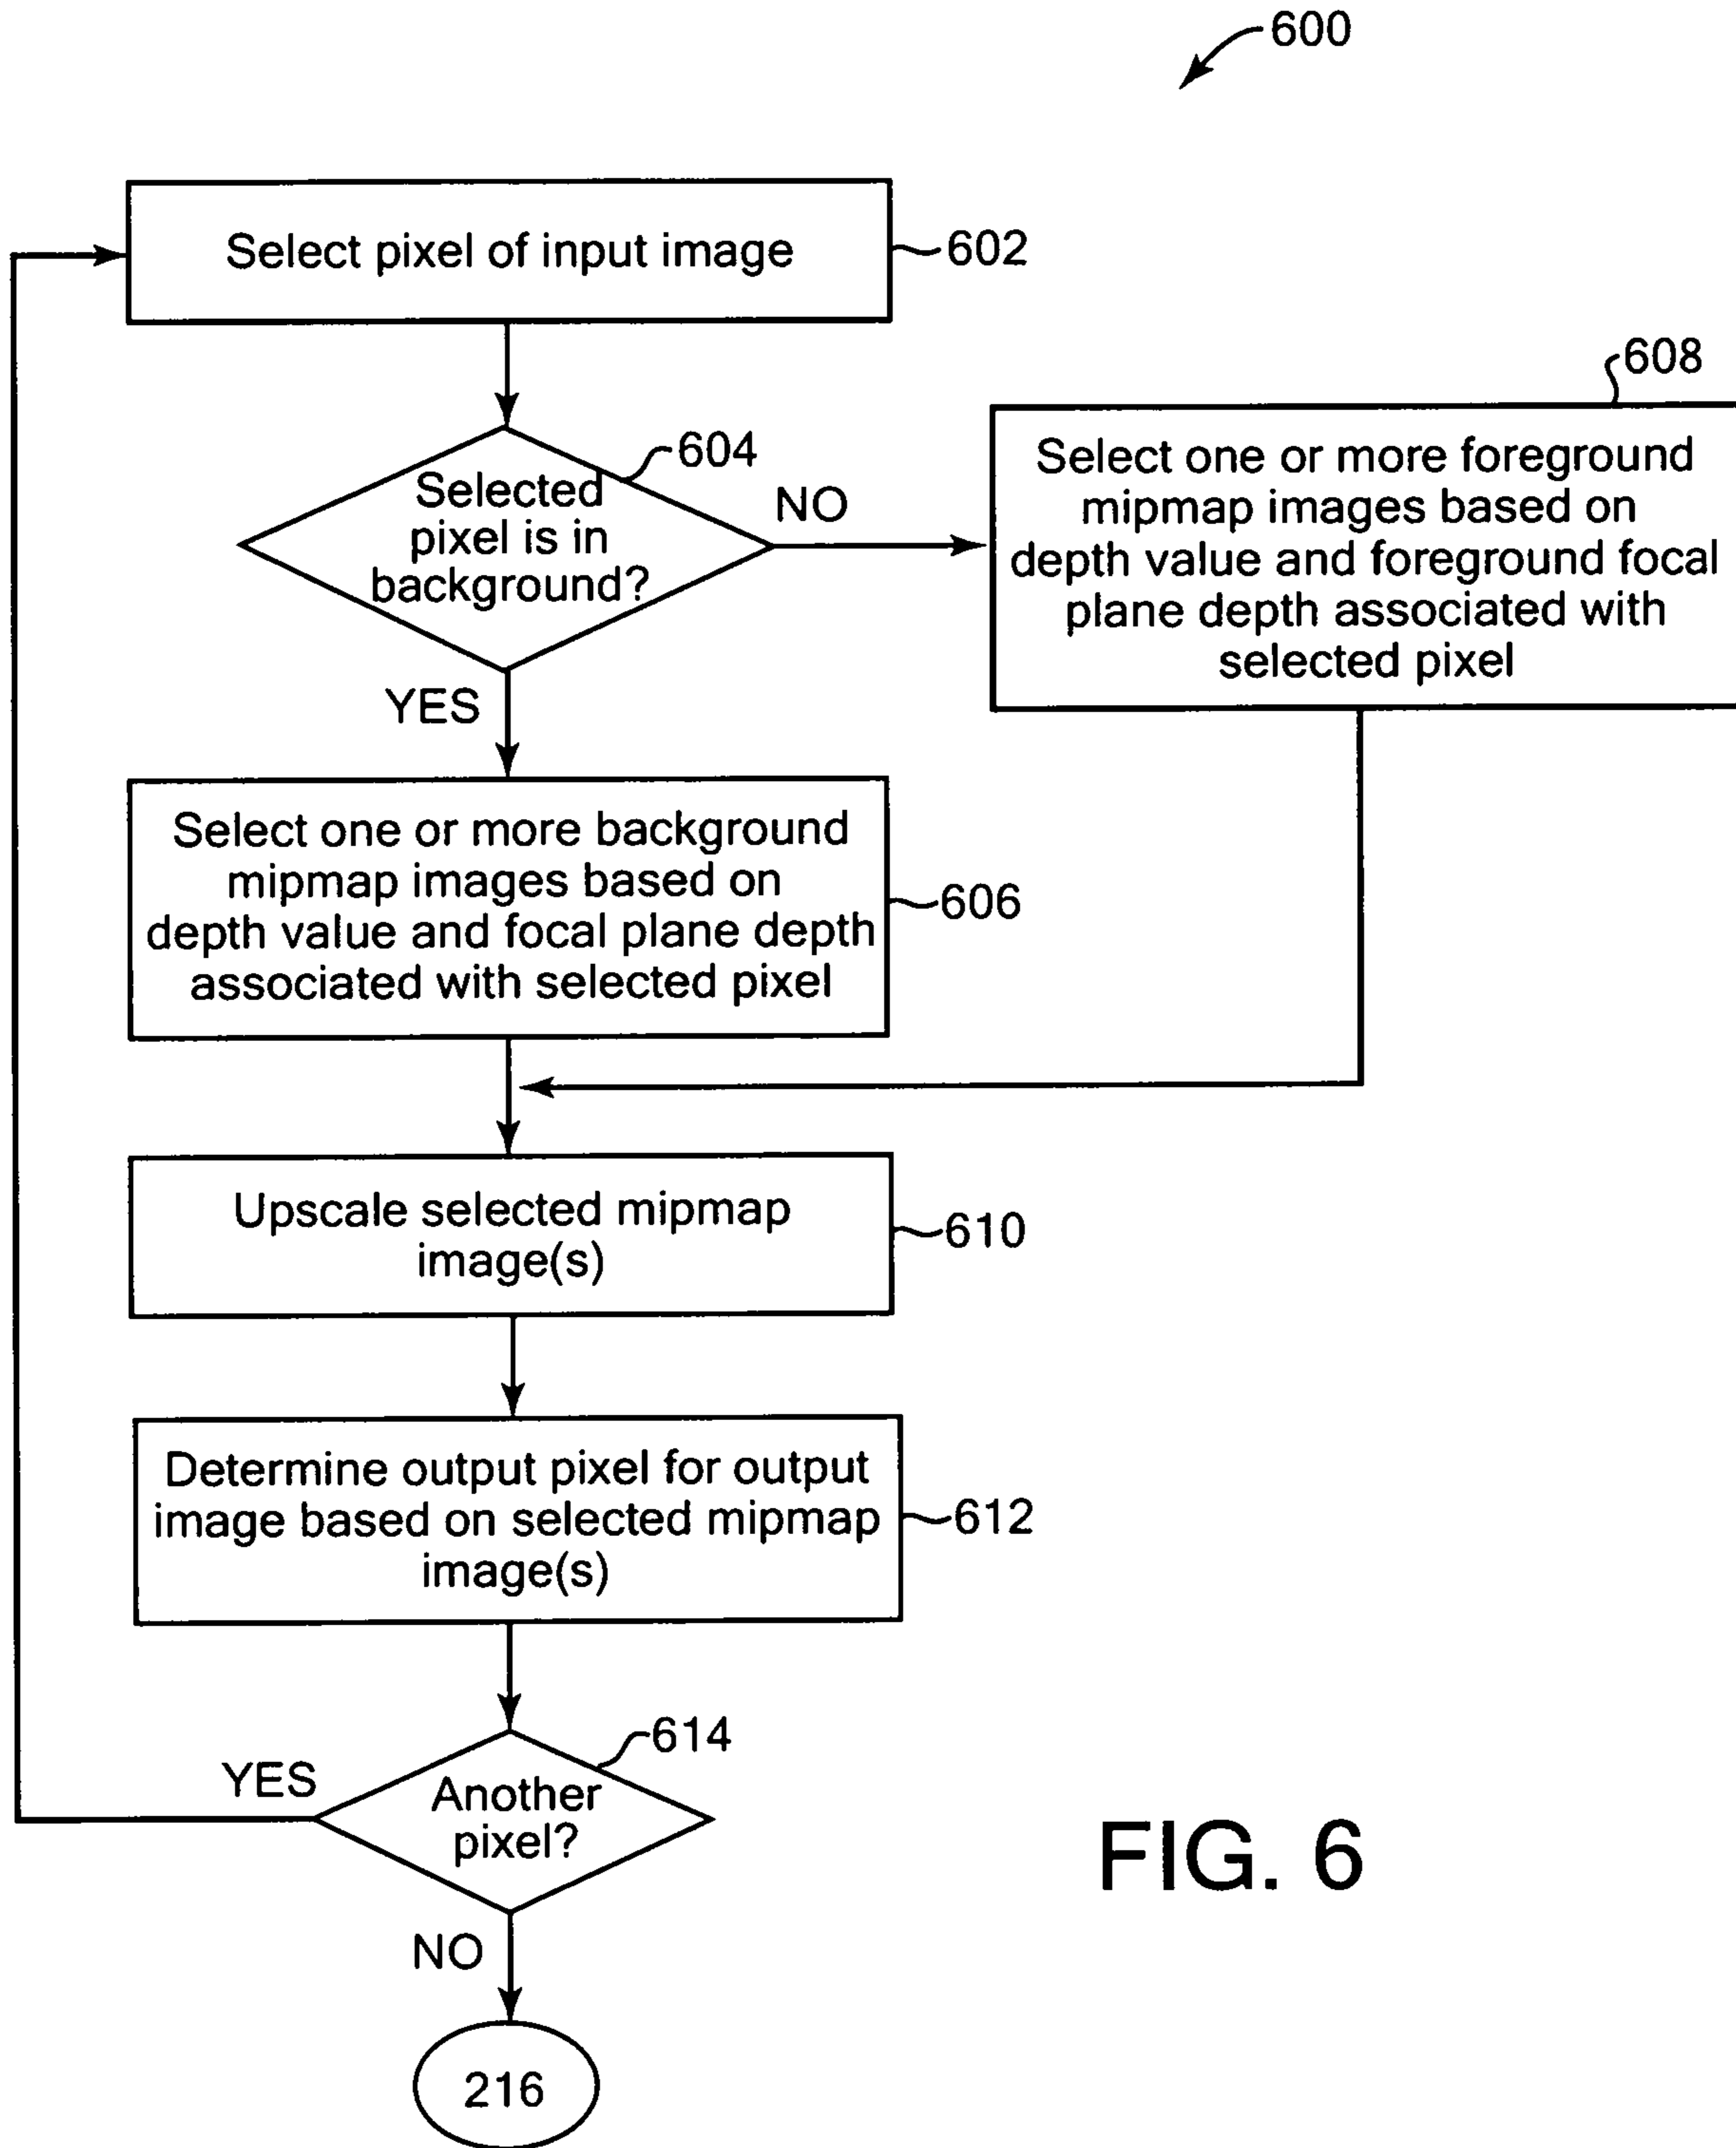 600
Select pixel of input image
602
604
Selected
pixel is in
background?
NO
YES
608
Select one or more foreground
mipmap images based on
depth value and foreground focal
plane depth associated with
selected pixel
Select one or more background
mipmap images based on
depth value and focal plane depth
associated with selected pixel
606
Upscale selected mipmap
image(s)
610
Determine output pixel for output
image based on selected mipmap
image(s)
612
614
YES
Another
pixel?
NO
216
FIG. 6